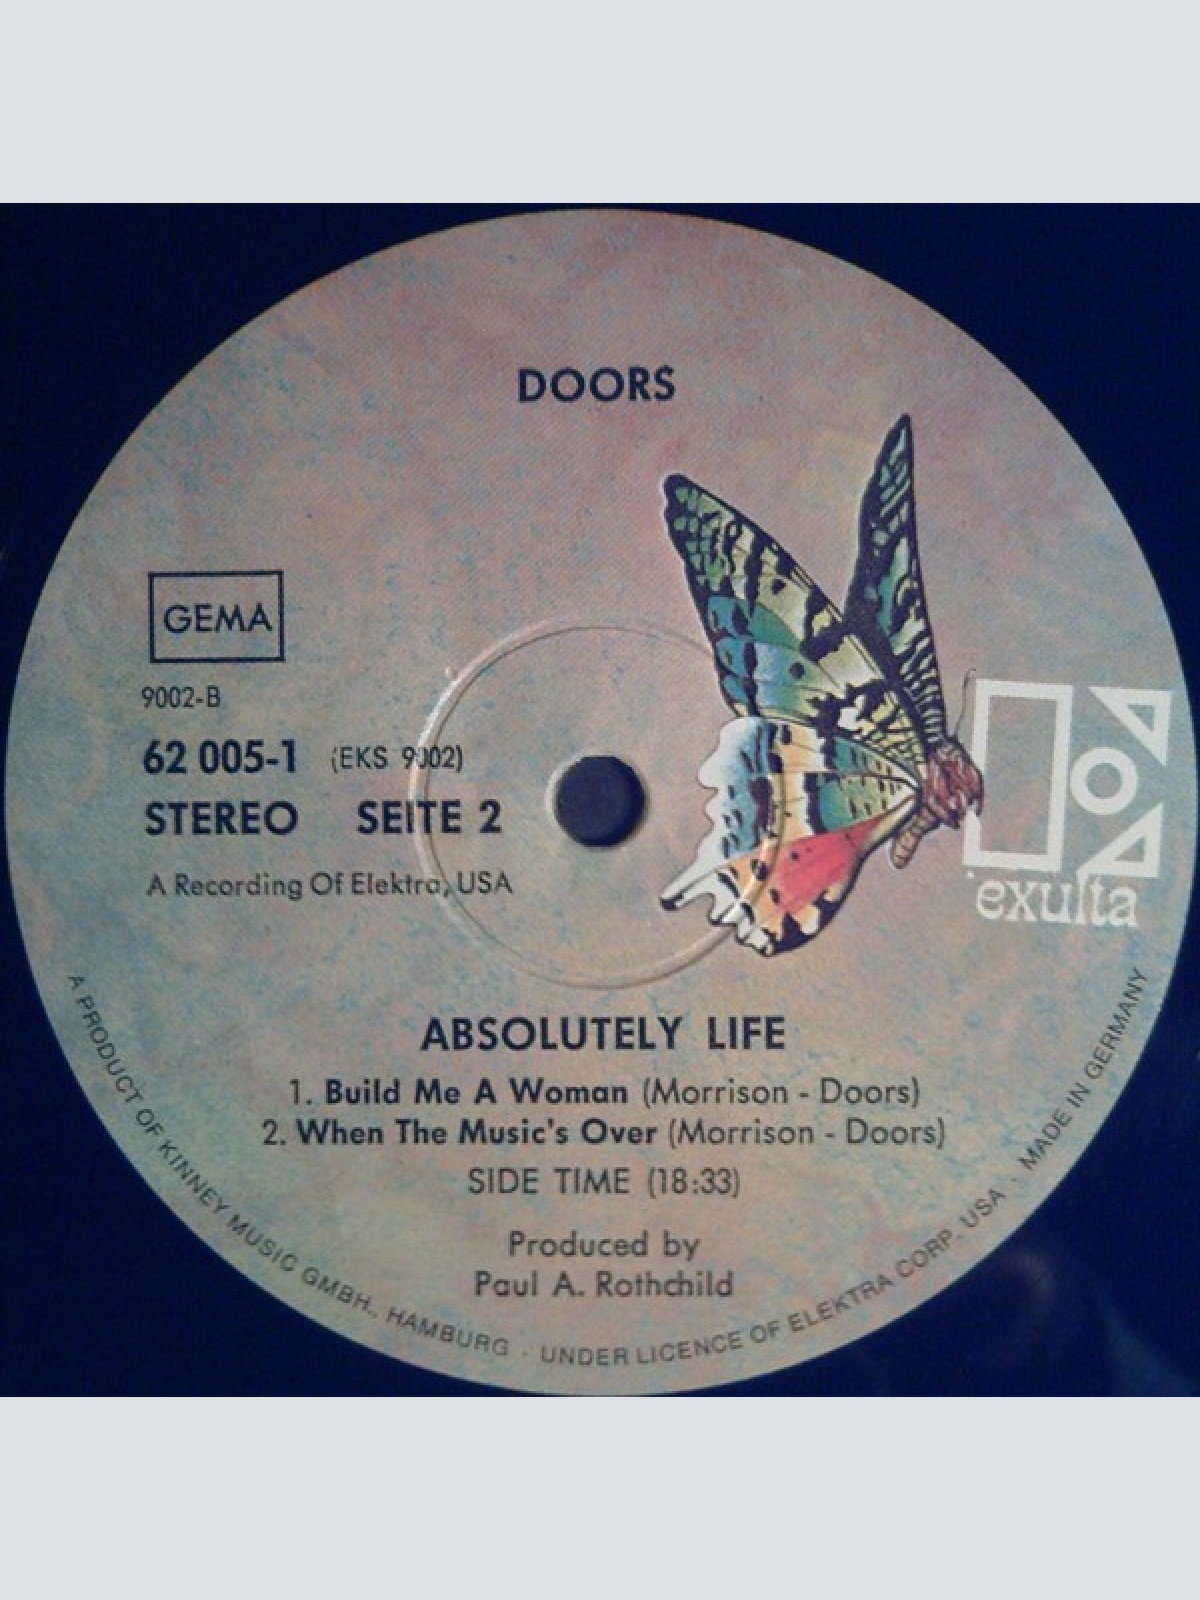 DOORS
GEMA
9002-B
62 005-1 (EKS 9002)
STEREO SEITE 2
A Recording Of Elektra, USA
exulta
ABSOLUTELY LIFE
1. Build Me A Woman (Morrison - Doors)
2. When The Music's Over (Morrison - Doors)
SIDE TIME (18:33)
Produced by
Paul A. Rothchild
A PRODUCT OF KINNEY MUSIC GMBH., HAMBURG · UNDER LICENCE OF ELEKTRA CORP. USA · MADE IN GERMANY